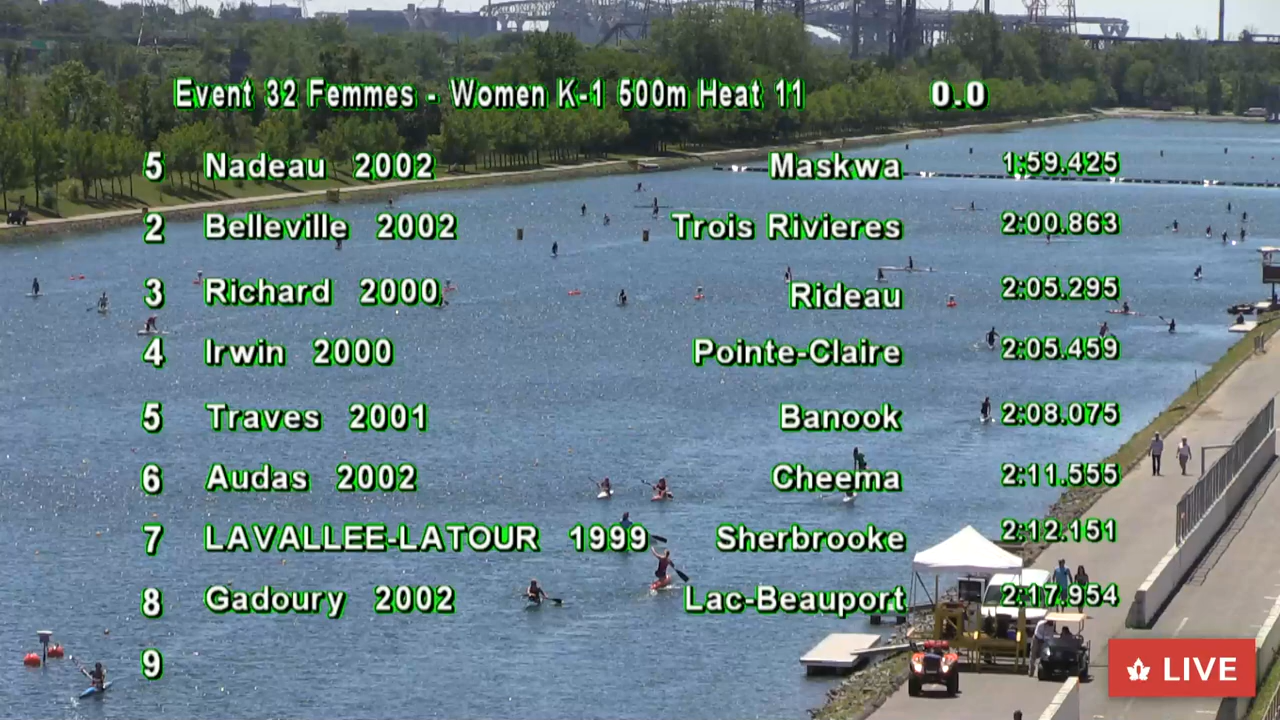 Event 32 Femmes - Women K-1 500m Heat 11 0.0
5 Nadeau 2002 Maskwa 1:59.425
2 Belleville 2002 Trois Rivieres 2:00.863
3 Richard 2000 Rideau 2:05.295
4 Irwin 2000 Pointe-Claire 2:05.459
5 Traves 2001 Banook 2:08.075
6 Audas 2002 Cheema 2:11.555
7 LAVALLEE-LATOUR 1999 Sherbrooke 2:12.151
8 Gadoury 2002 Lac-Beauport 2:17.954
9
LIVE